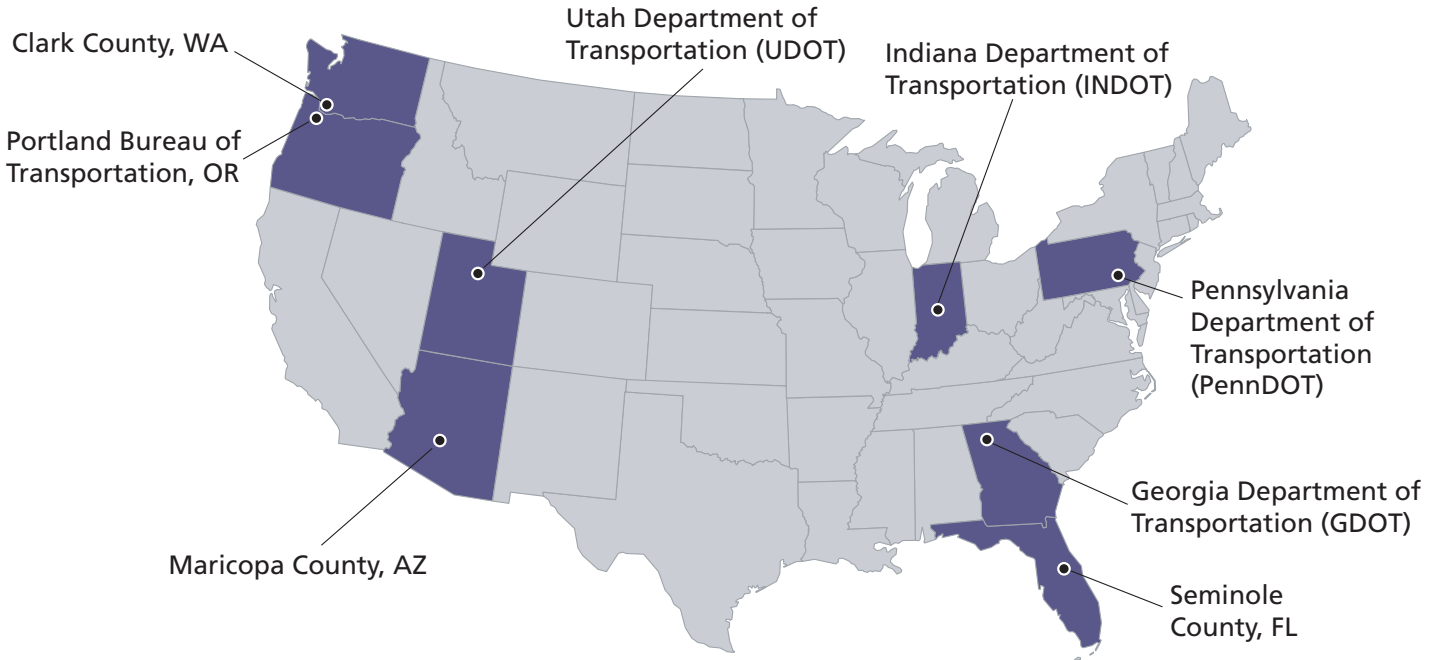 Clark County, WA
Portland Bureau of
Transportation, OR
Utah Department of
Transportation (UDOT)
Indiana Department of
Transportation (INDOT)
Pennsylvania
Department of
Transportation
(PennDOT)
Georgia Department of
Transportation (GDOT)
Maricopa County, AZ
Seminole
County, FL